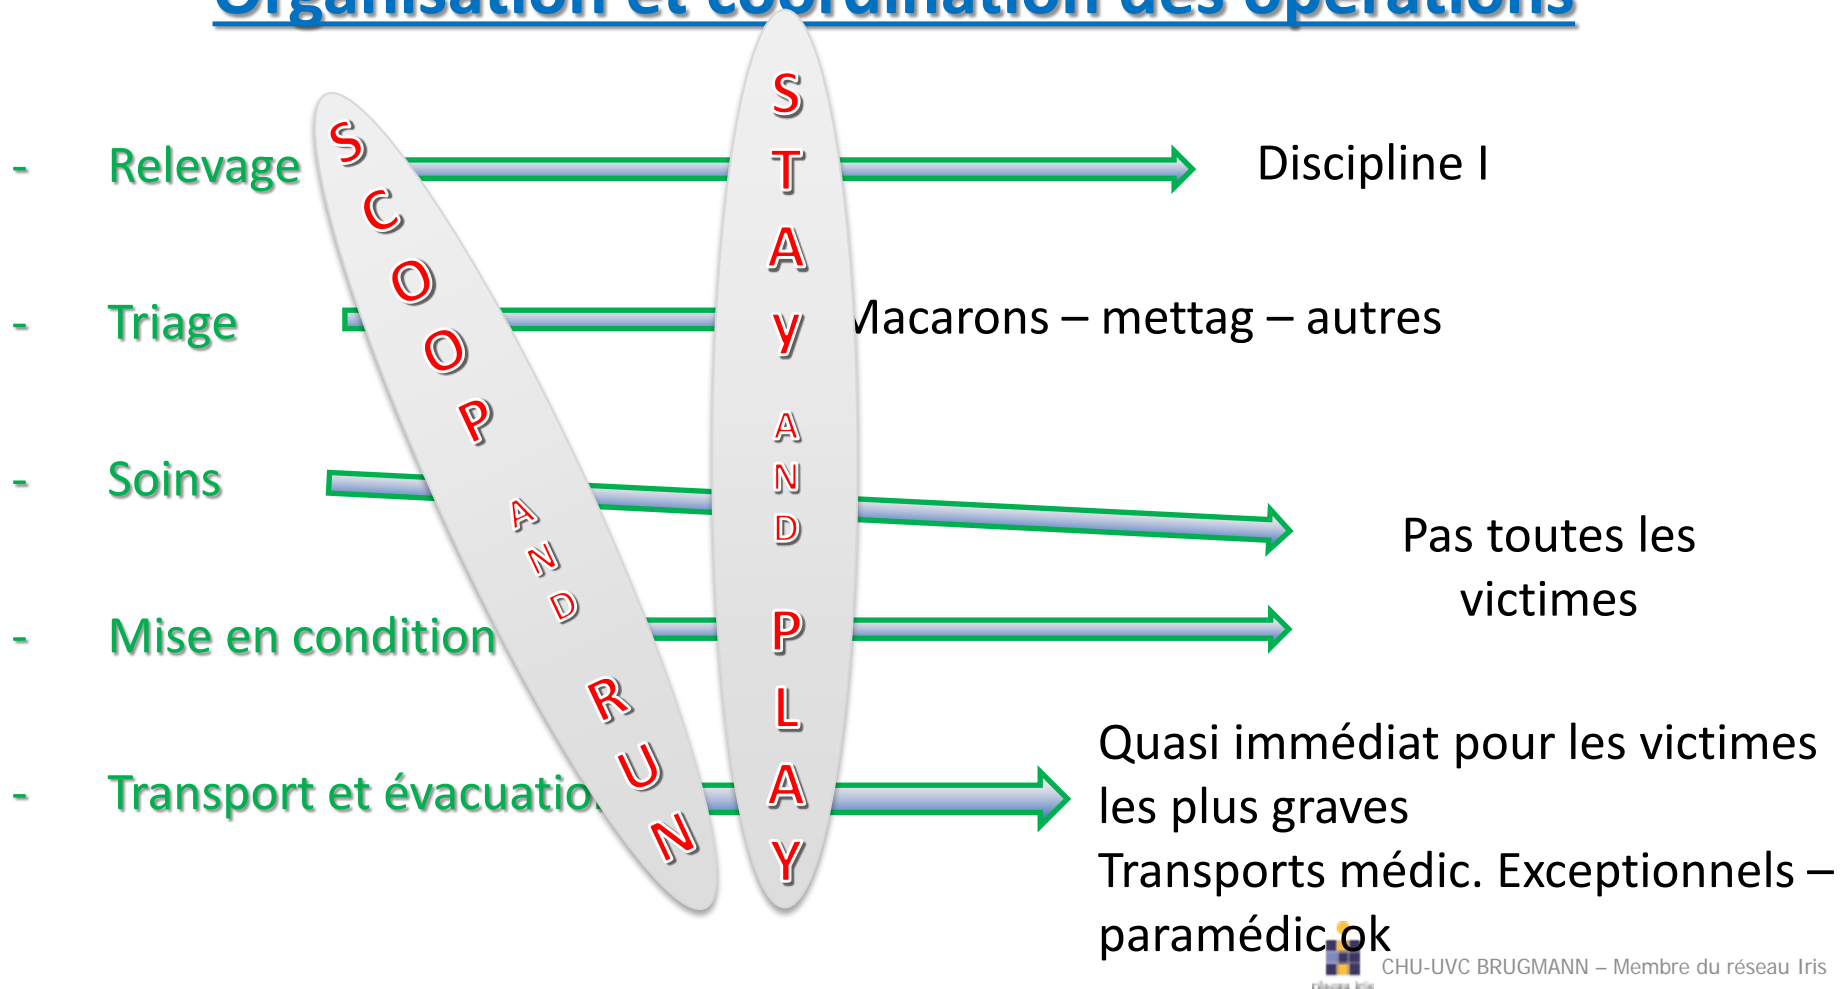 Organisation et coordination des opérations
- Relevage
Discipline I
- Triage
Macarons – mettag – autres
- Soins
Pas toutes les
victimes
- Mise en condition
- Transport et évacuation
Quasi immédiat pour les victimes
les plus graves
Transports médic. Exceptionnels –
paramédic ok
SCOOP AND RUN
STAy AND PLAY
CHU-UVC BRUGMANN – Membre du réseau Iris